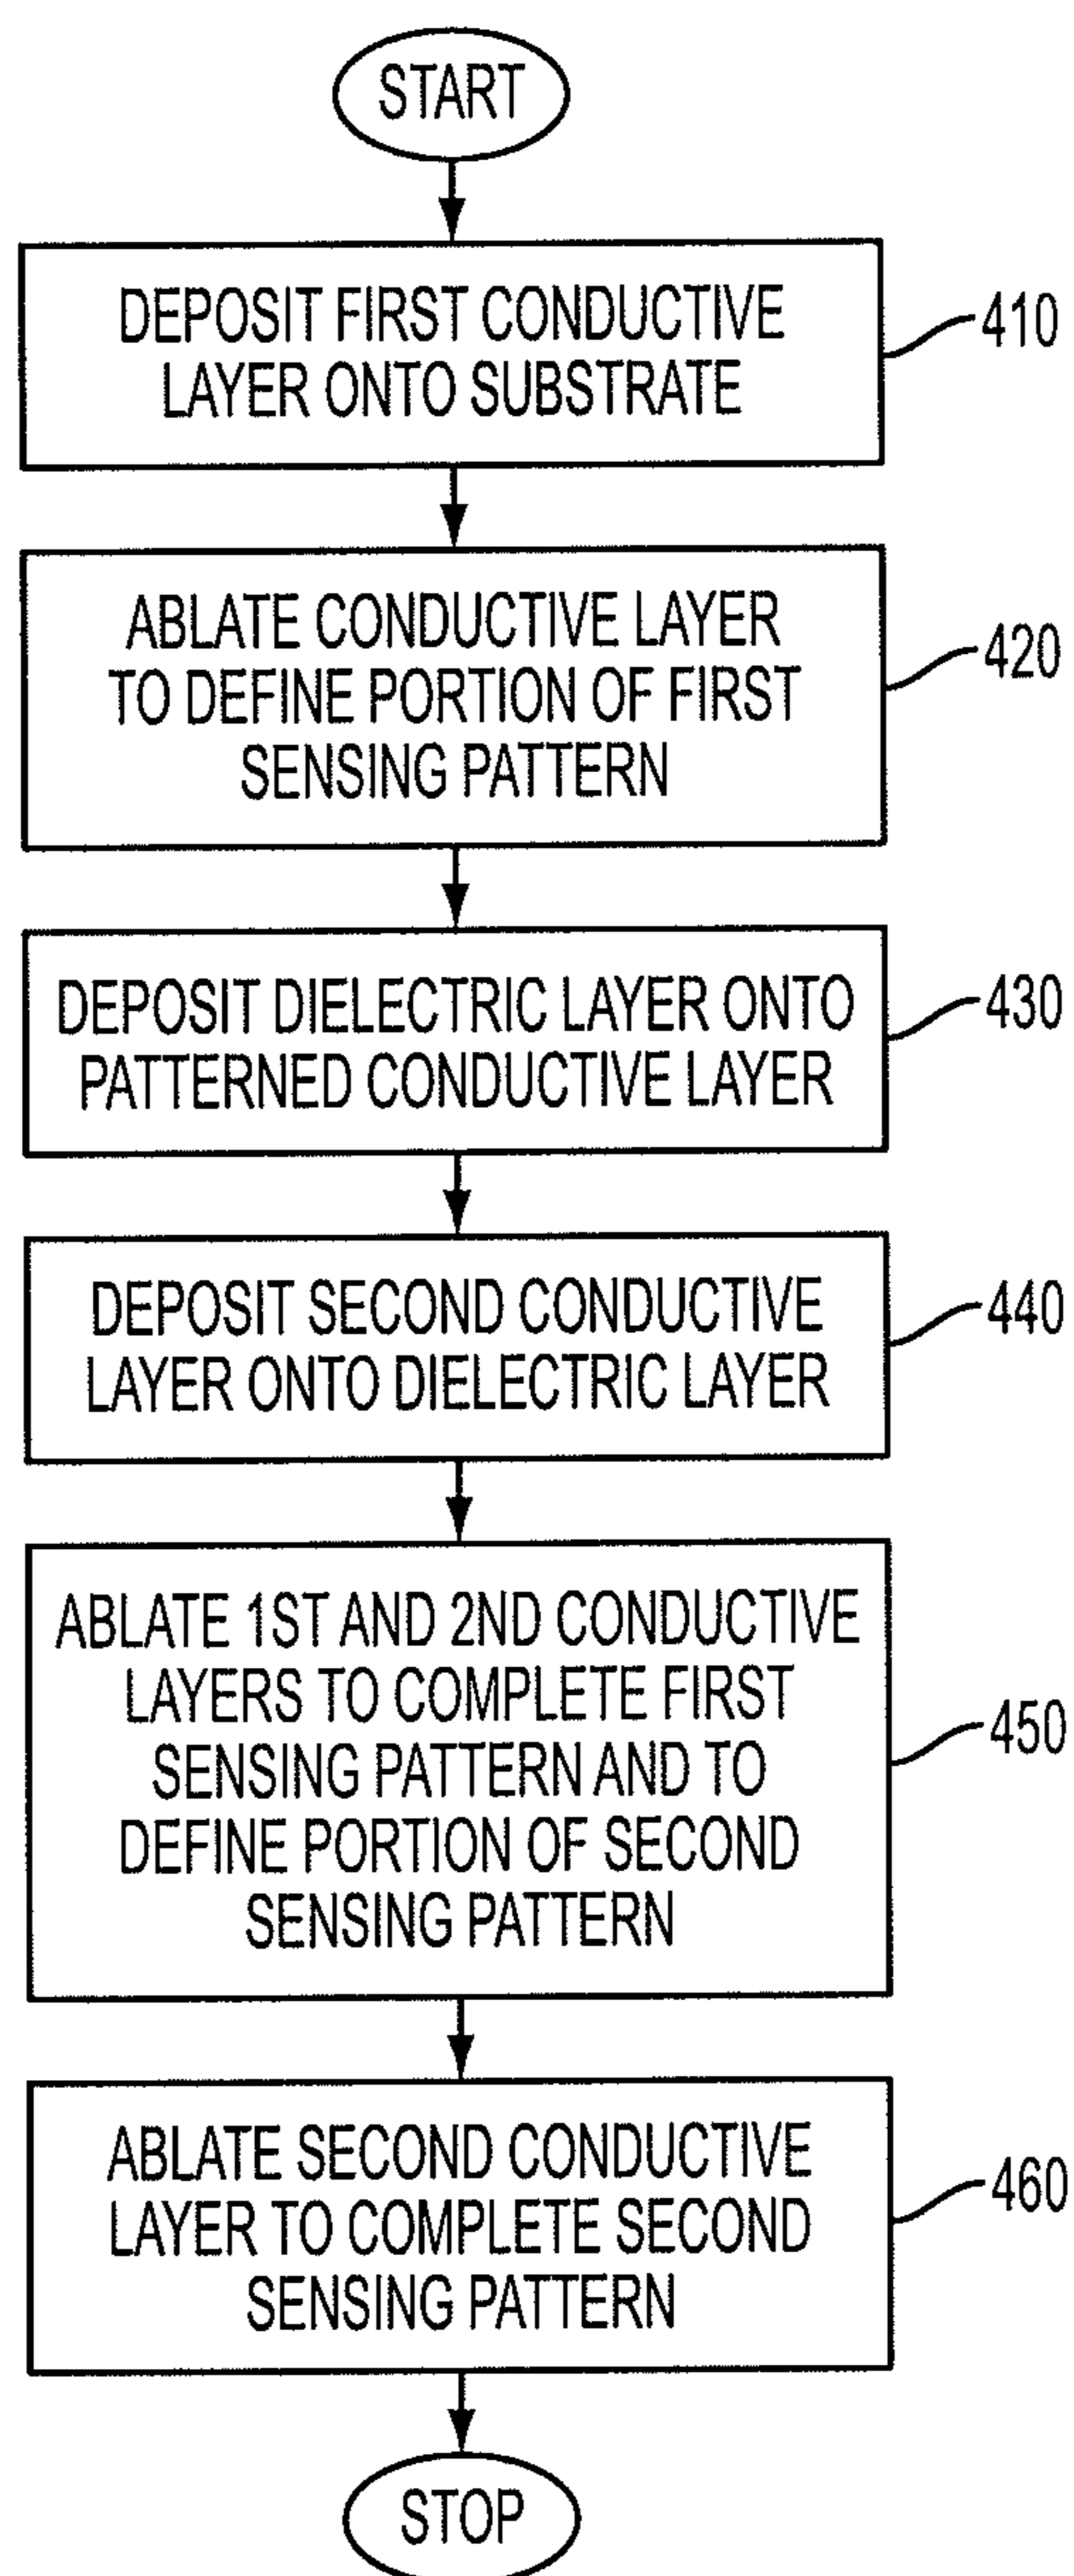 START
DEPOSIT FIRST CONDUCTIVE
LAYER ONTO SUBSTRATE
410
ABLATE CONDUCTIVE LAYER
TO DEFINE PORTION OF FIRST
SENSING PATTERN
420
DEPOSIT DIELECTRIC LAYER ONTO
PATTERNED CONDUCTIVE LAYER
430
DEPOSIT SECOND CONDUCTIVE
LAYER ONTO DIELECTRIC LAYER
440
ABLATE 1ST AND 2ND CONDUCTIVE
LAYERS TO COMPLETE FIRST
SENSING PATTERN AND TO
DEFINE PORTION OF SECOND
SENSING PATTERN
450
ABLATE SECOND CONDUCTIVE
LAYER TO COMPLETE SECOND
SENSING PATTERN
460
STOP